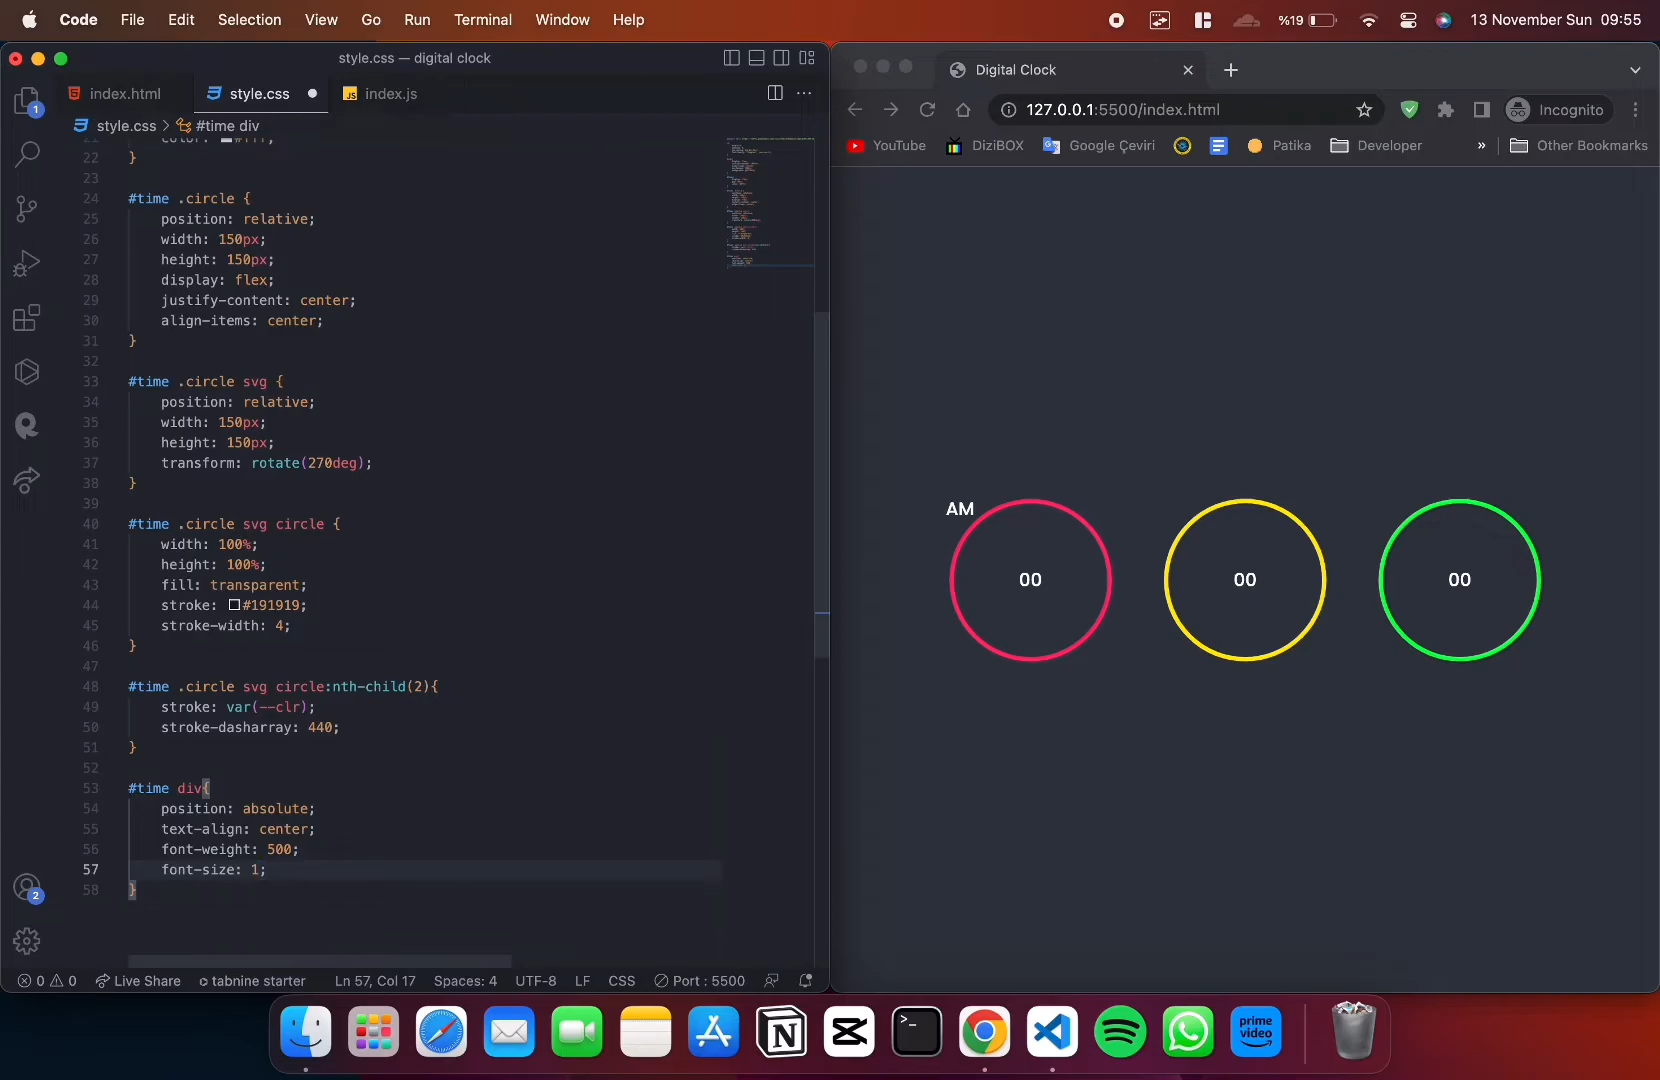 Code File Edit Selection View Go Run Terminal Window Help %19 13 November Sun 09:55
style.css — digital clock
index.html style.css index.js
style.css > #time div
22 }
23
24 #time .circle {
25 position: relative;
26 width: 150px;
27 height: 150px;
28 display: flex;
29 justify-content: center;
30 align-items: center;
31 }
32
33 #time .circle svg {
34 position: relative;
35 width: 150px;
36 height: 150px;
37 transform: rotate(270deg);
38 }
39
40 #time .circle svg circle {
41 width: 100%;
42 height: 100%;
43 fill: transparent;
44 stroke: #191919;
45 stroke-width: 4;
46 }
47
48 #time .circle svg circle:nth-child(2){
49 stroke: var(--clr);
50 stroke-dasharray: 440;
51 }
52
53 #time div{
54 position: absolute;
55 text-align: center;
56 font-weight: 500;
57 font-size: 1;
58 }
1
2
0 0 Live Share tabnine starter Ln 57, Col 17 Spaces: 4 UTF-8 LF CSS Port : 5500
Digital Clock
127.0.0.1:5500/index.html Incognito
YouTube DiziBOX Google Çeviri Patika Developer » Other Bookmarks
AM
00 00 00
prime
video